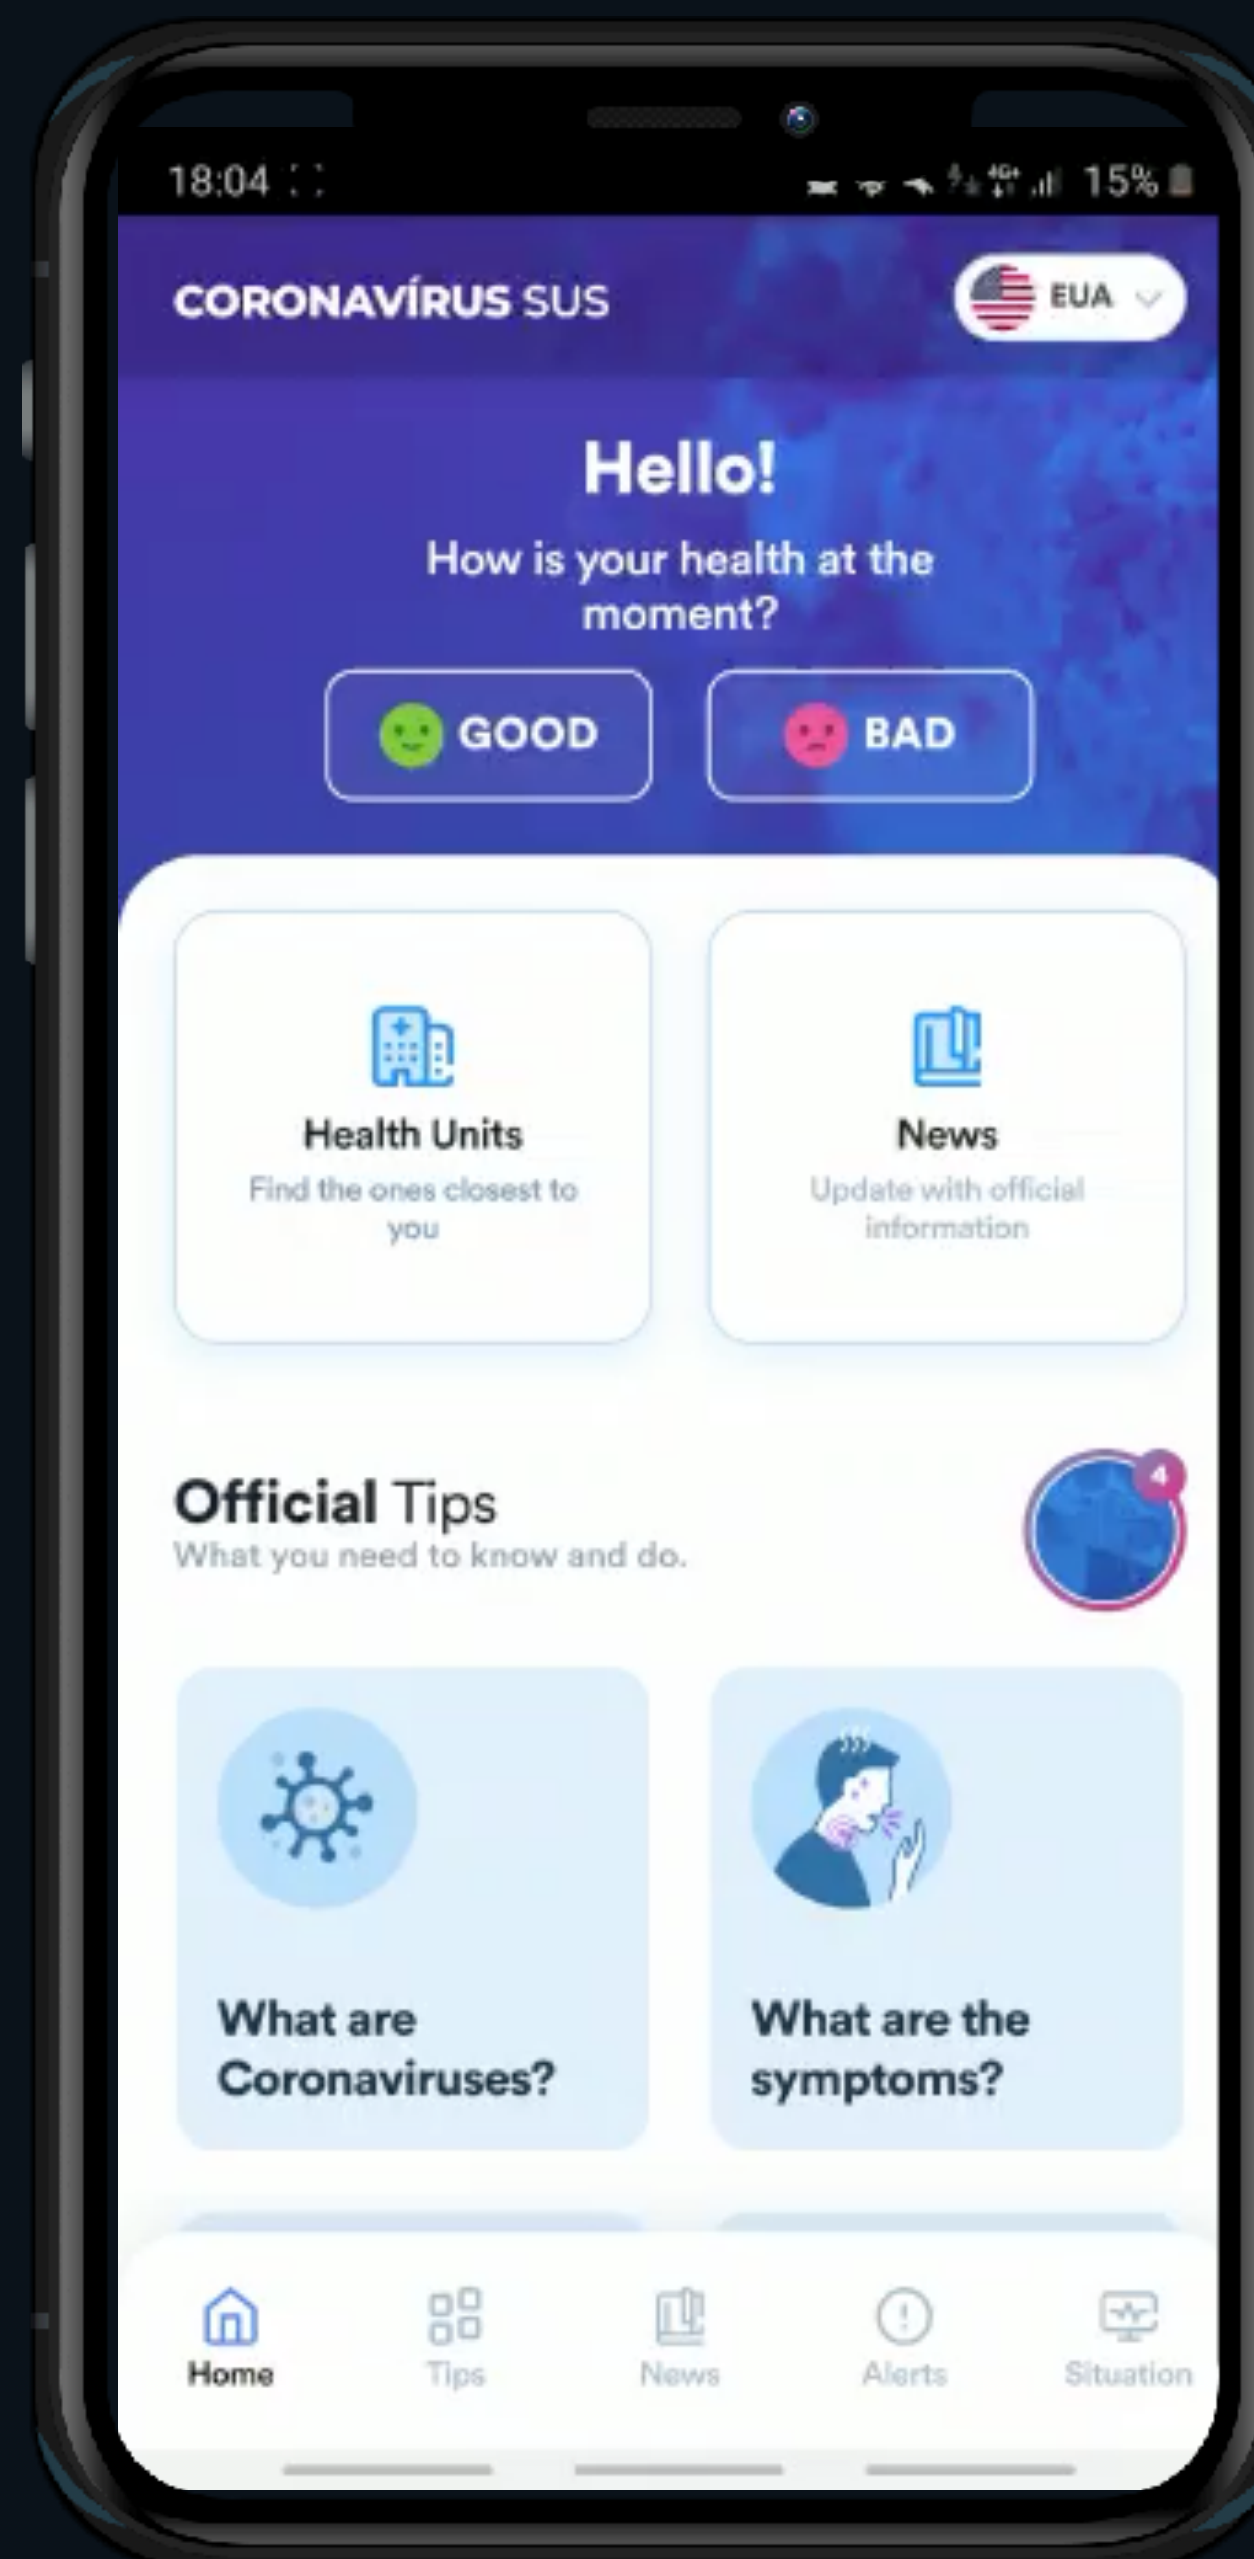 18:04
4G+ 15%
CORONAVÍRUS SUS
EUA
Hello!
How is your health at the
moment?
GOOD
BAD
Health Units
Find the ones closest to
you
News
Update with official
information
Official Tips
4
What you need to know and do.
What are
Coronaviruses?
What are the
symptoms?
Home
Tips
News
Alerts
Situation